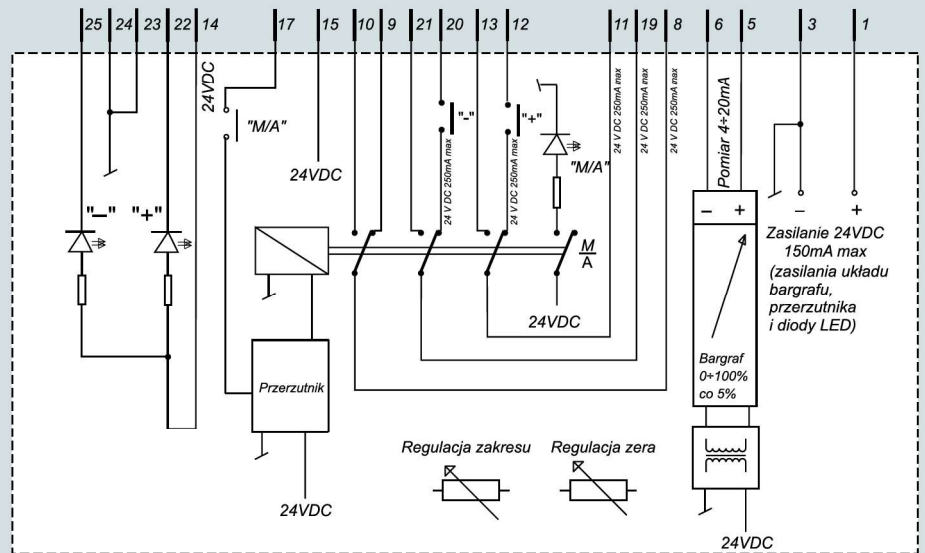 25 24 23 22 14 17 15 10 9 21 20 13 12 11 19 8 6 5 3 1
24VDC
"M/A"
24VDC
"-"
24 V DC 250mA max
"+"
24 V DC 250mA max
"M/A"
24 V DC 250mA max
24 V DC 250mA max
24 V DC 250mA max
Pomiar 4÷20mA
"–" "+"
M
A
24VDC
– +
– +
Zasilanie 24VDC
150mA max
(zasilania układu
bargrafu,
przerzutnika
i diody LED)
Bargraf
0÷100%
co 5%
Przerzutnik
24VDC
Regulacja zakresu
Regulacja zera
24VDC